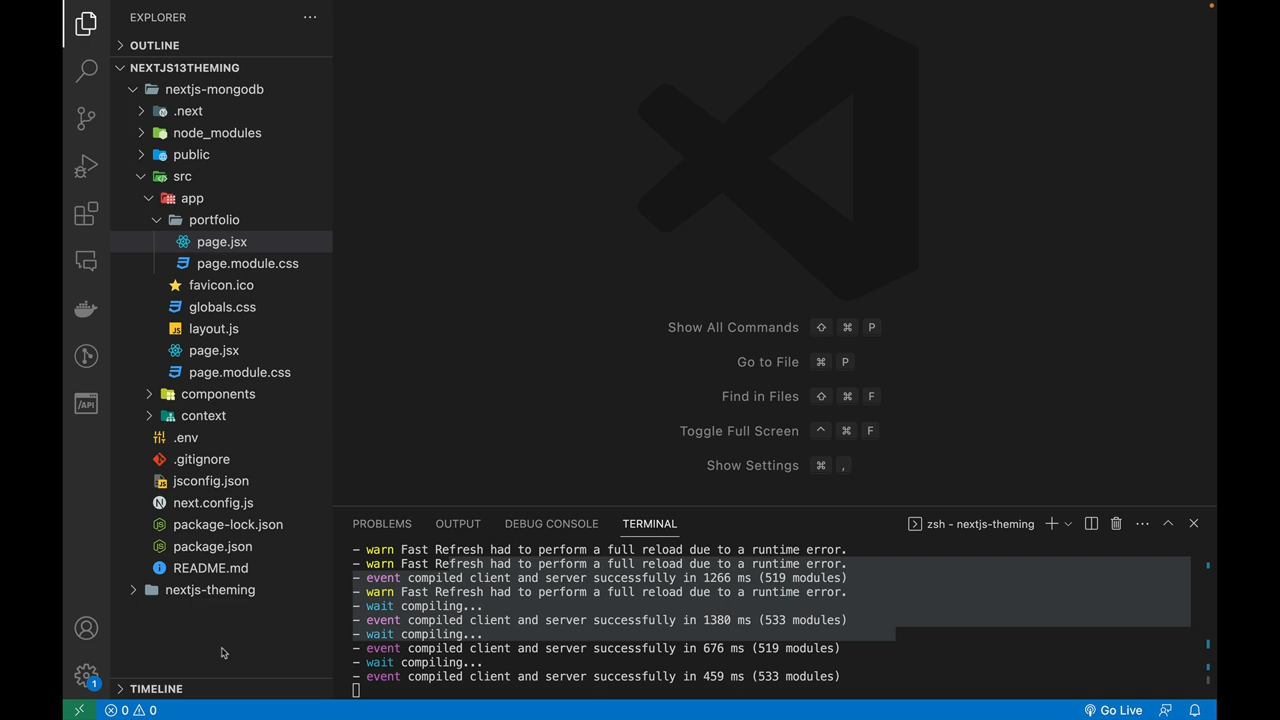 EXPLORER
OUTLINE
NEXTJS13THEMING
nextjs-mongodb
.next
node_modules
public
src
app
portfolio
page.jsx
page.module.css
favicon.ico
globals.css
layout.js
page.jsx
page.module.css
components
context
.env
.gitignore
jsconfig.json
next.config.js
package-lock.json
package.json
README.md
nextjs-theming
TIMELINE
Show All Commands ⇧ ⌘ P
Go to File ⌘ P
Find in Files ⇧ ⌘ F
Toggle Full Screen ^ ⌘ F
Show Settings ⌘ ,
PROBLEMS OUTPUT DEBUG CONSOLE TERMINAL zsh - nextjs-theming
- warn Fast Refresh had to perform a full reload due to a runtime error.
- warn Fast Refresh had to perform a full reload due to a runtime error.
- event compiled client and server successfully in 1266 ms (519 modules)
- warn Fast Refresh had to perform a full reload due to a runtime error.
- wait compiling...
- event compiled client and server successfully in 1380 ms (533 modules)
- wait compiling...
- event compiled client and server successfully in 676 ms (519 modules)
- wait compiling...
- event compiled client and server successfully in 459 ms (533 modules)
/API
JS
N
1
0 0 Go Live